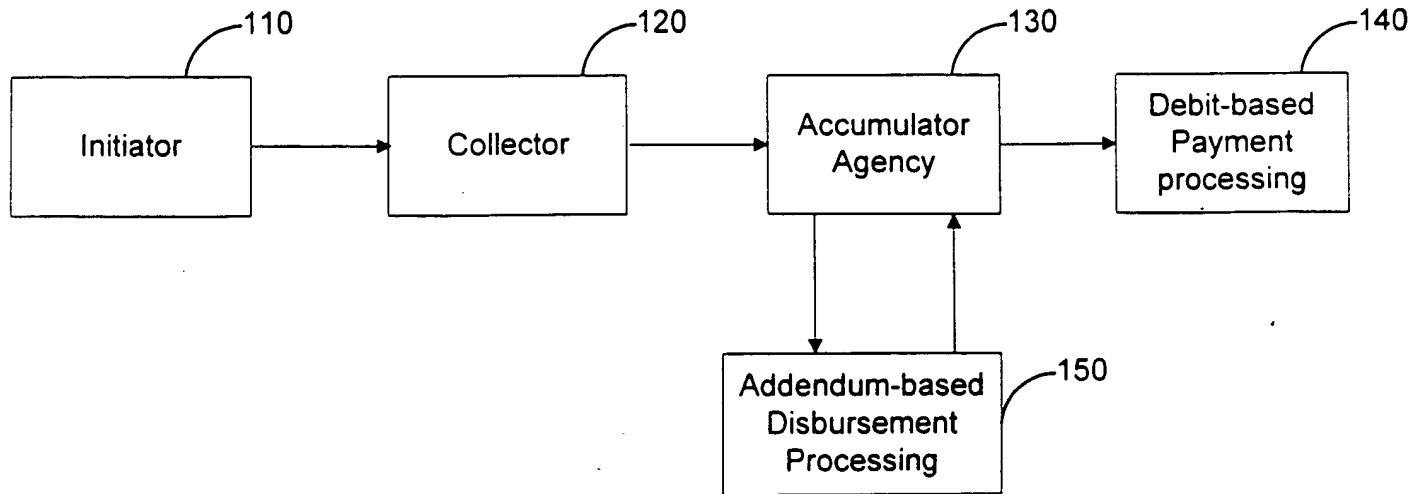 110
120
130
140
Initiator
Collector
Accumulator
Agency
Debit-based
Payment
processing
150
Addendum-based
Disbursement
Processing